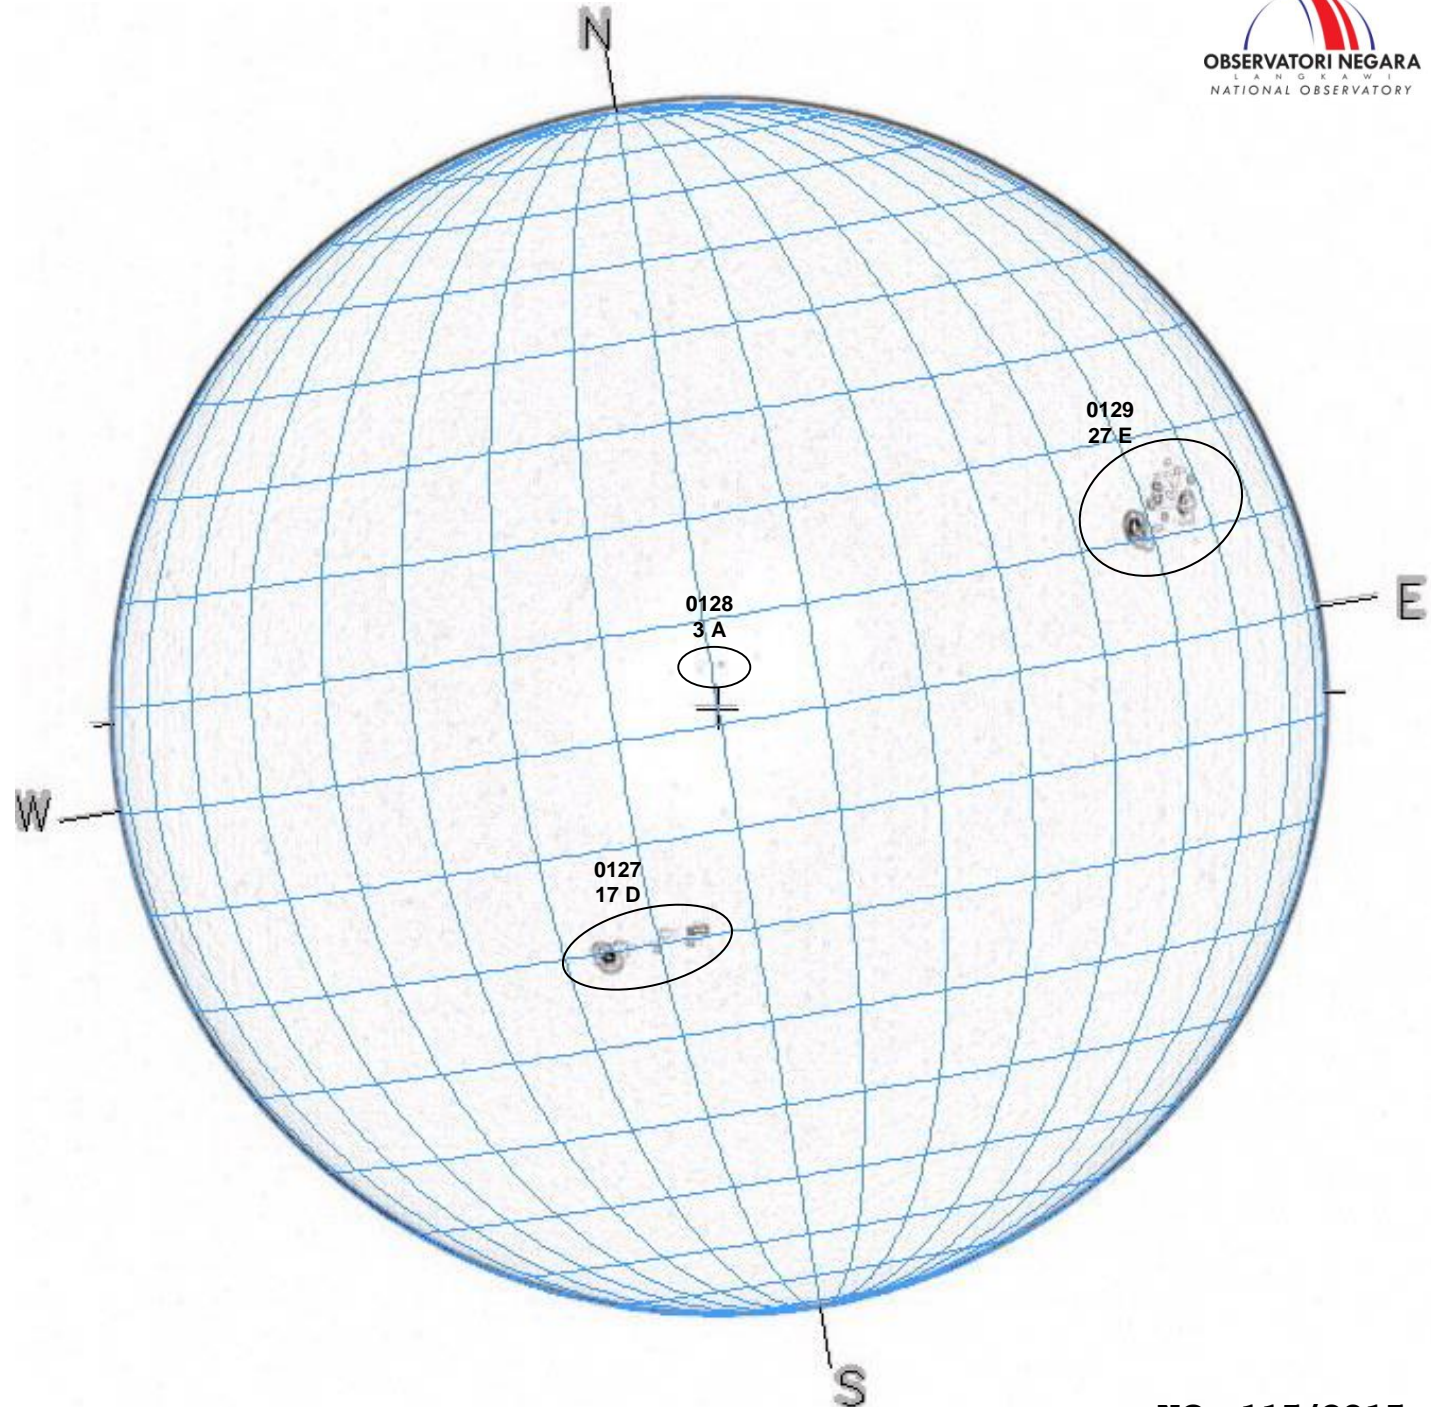 N
OBSERVATORI NEGARA
LANGKAWI
NATIONAL OBSERVATORY
0129
27 E
E
0128
3 A
W
0127
17 D
S